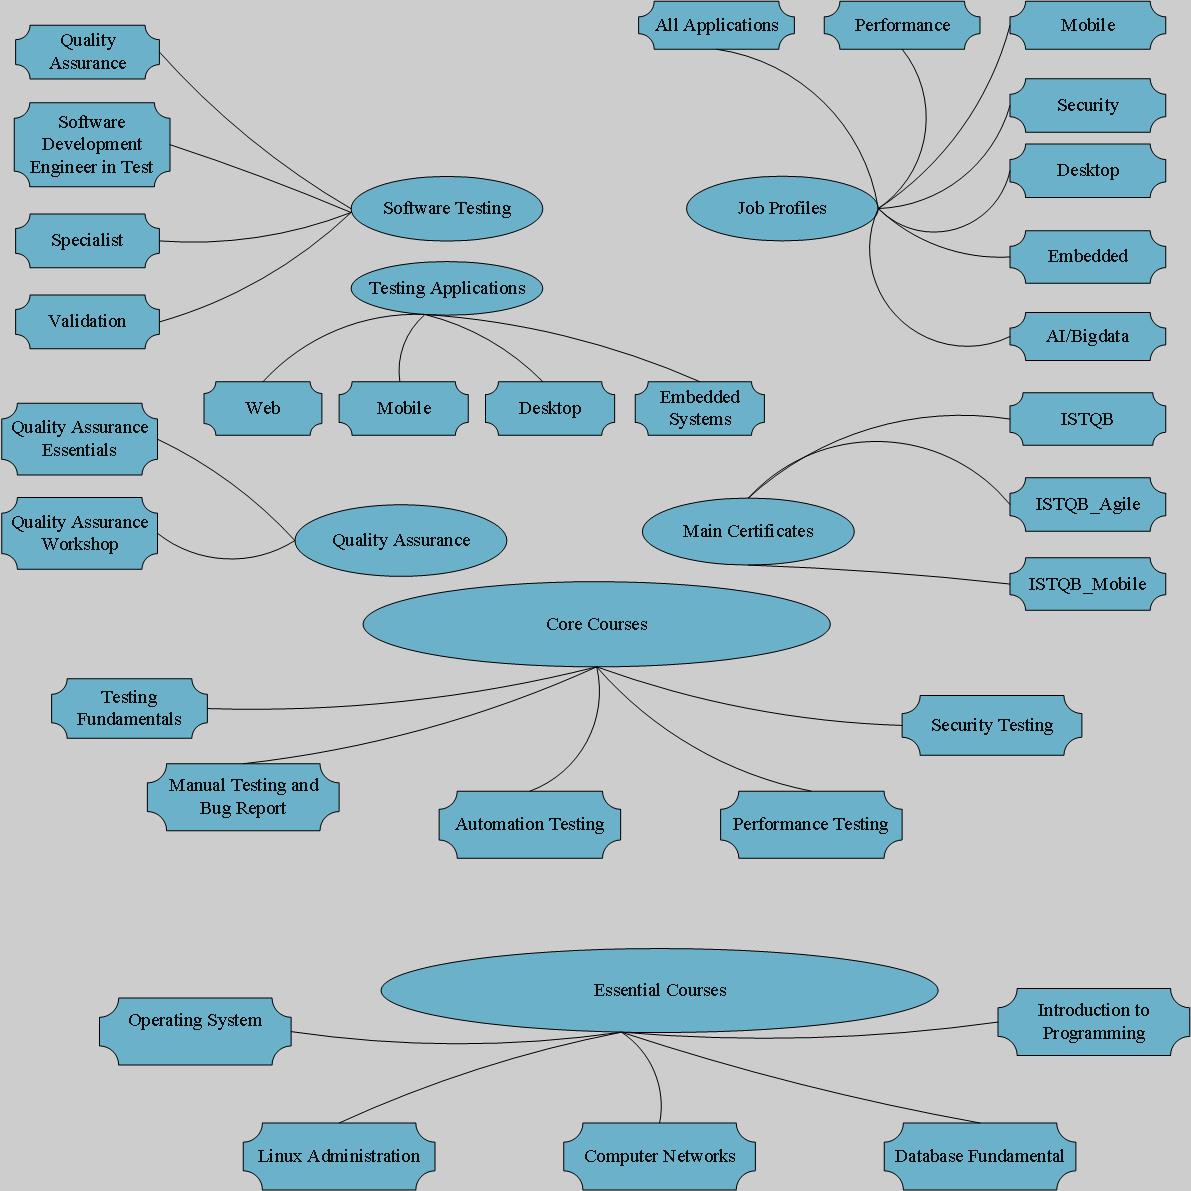 Quality
Assurance
Software
Development
Engineer in Test
Specialist
Validation
Software Testing
All Applications
Performance
Mobile
Security
Desktop
Embedded
AI/Bigdata
Job Profiles
Testing Applications
Web
Mobile
Desktop
Embedded
Systems
Quality Assurance
Essentials
Quality Assurance
Workshop
Quality Assurance
ISTQB
ISTQB_Agile
ISTQB_Mobile
Main Certificates
Core Courses
Testing
Fundamentals
Manual Testing and
Bug Report
Automation Testing
Performance Testing
Security Testing
Essential Courses
Operating System
Introduction to
Programming
Linux Administration
Computer Networks
Database Fundamental